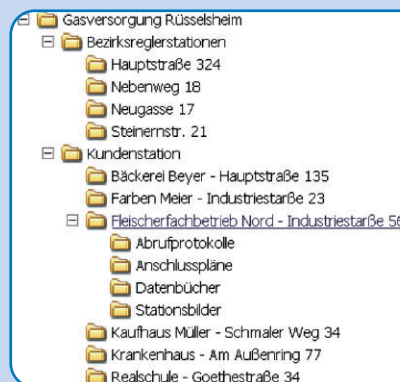 Gasversorgung Rüsselsheim
Bezirksreglerstationen
Hauptstraße 324
Nebenweg 18
Neugasse 17
Steinernstr. 21
Kundenstation
Bäckerei Beyer - Hauptstraße 135
Farben Meier - Industriestarße 23
Fleischerfachbetrieb Nord - Industriestarße 56
Abrufprotokolle
Anschlusspläne
Datenbücher
Stationsbilder
Kaufhaus Müller - Schmaler Weg 34
Krankenhaus - Am Außenring 77
Realschule - Goethestraße 34